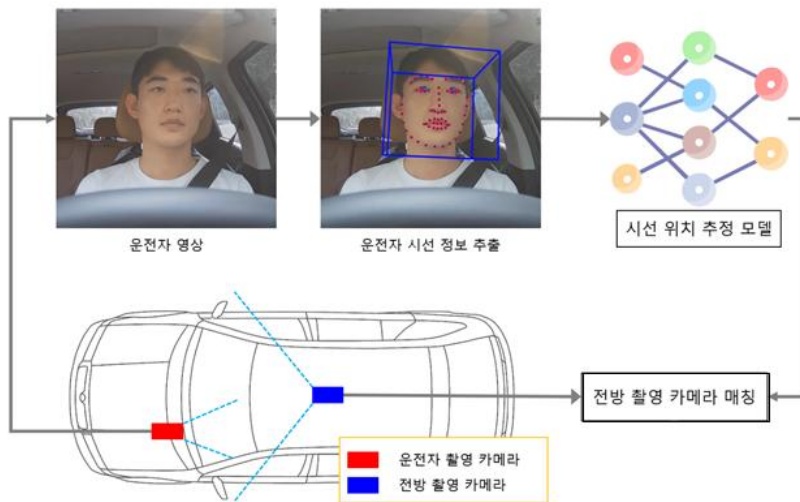 운전자 영상
운전자 시선 정보 추출
시선 위치 추정 모델
전방 촬영 카메라 매칭
운전자 촬영 카메라
전방 촬영 카메라